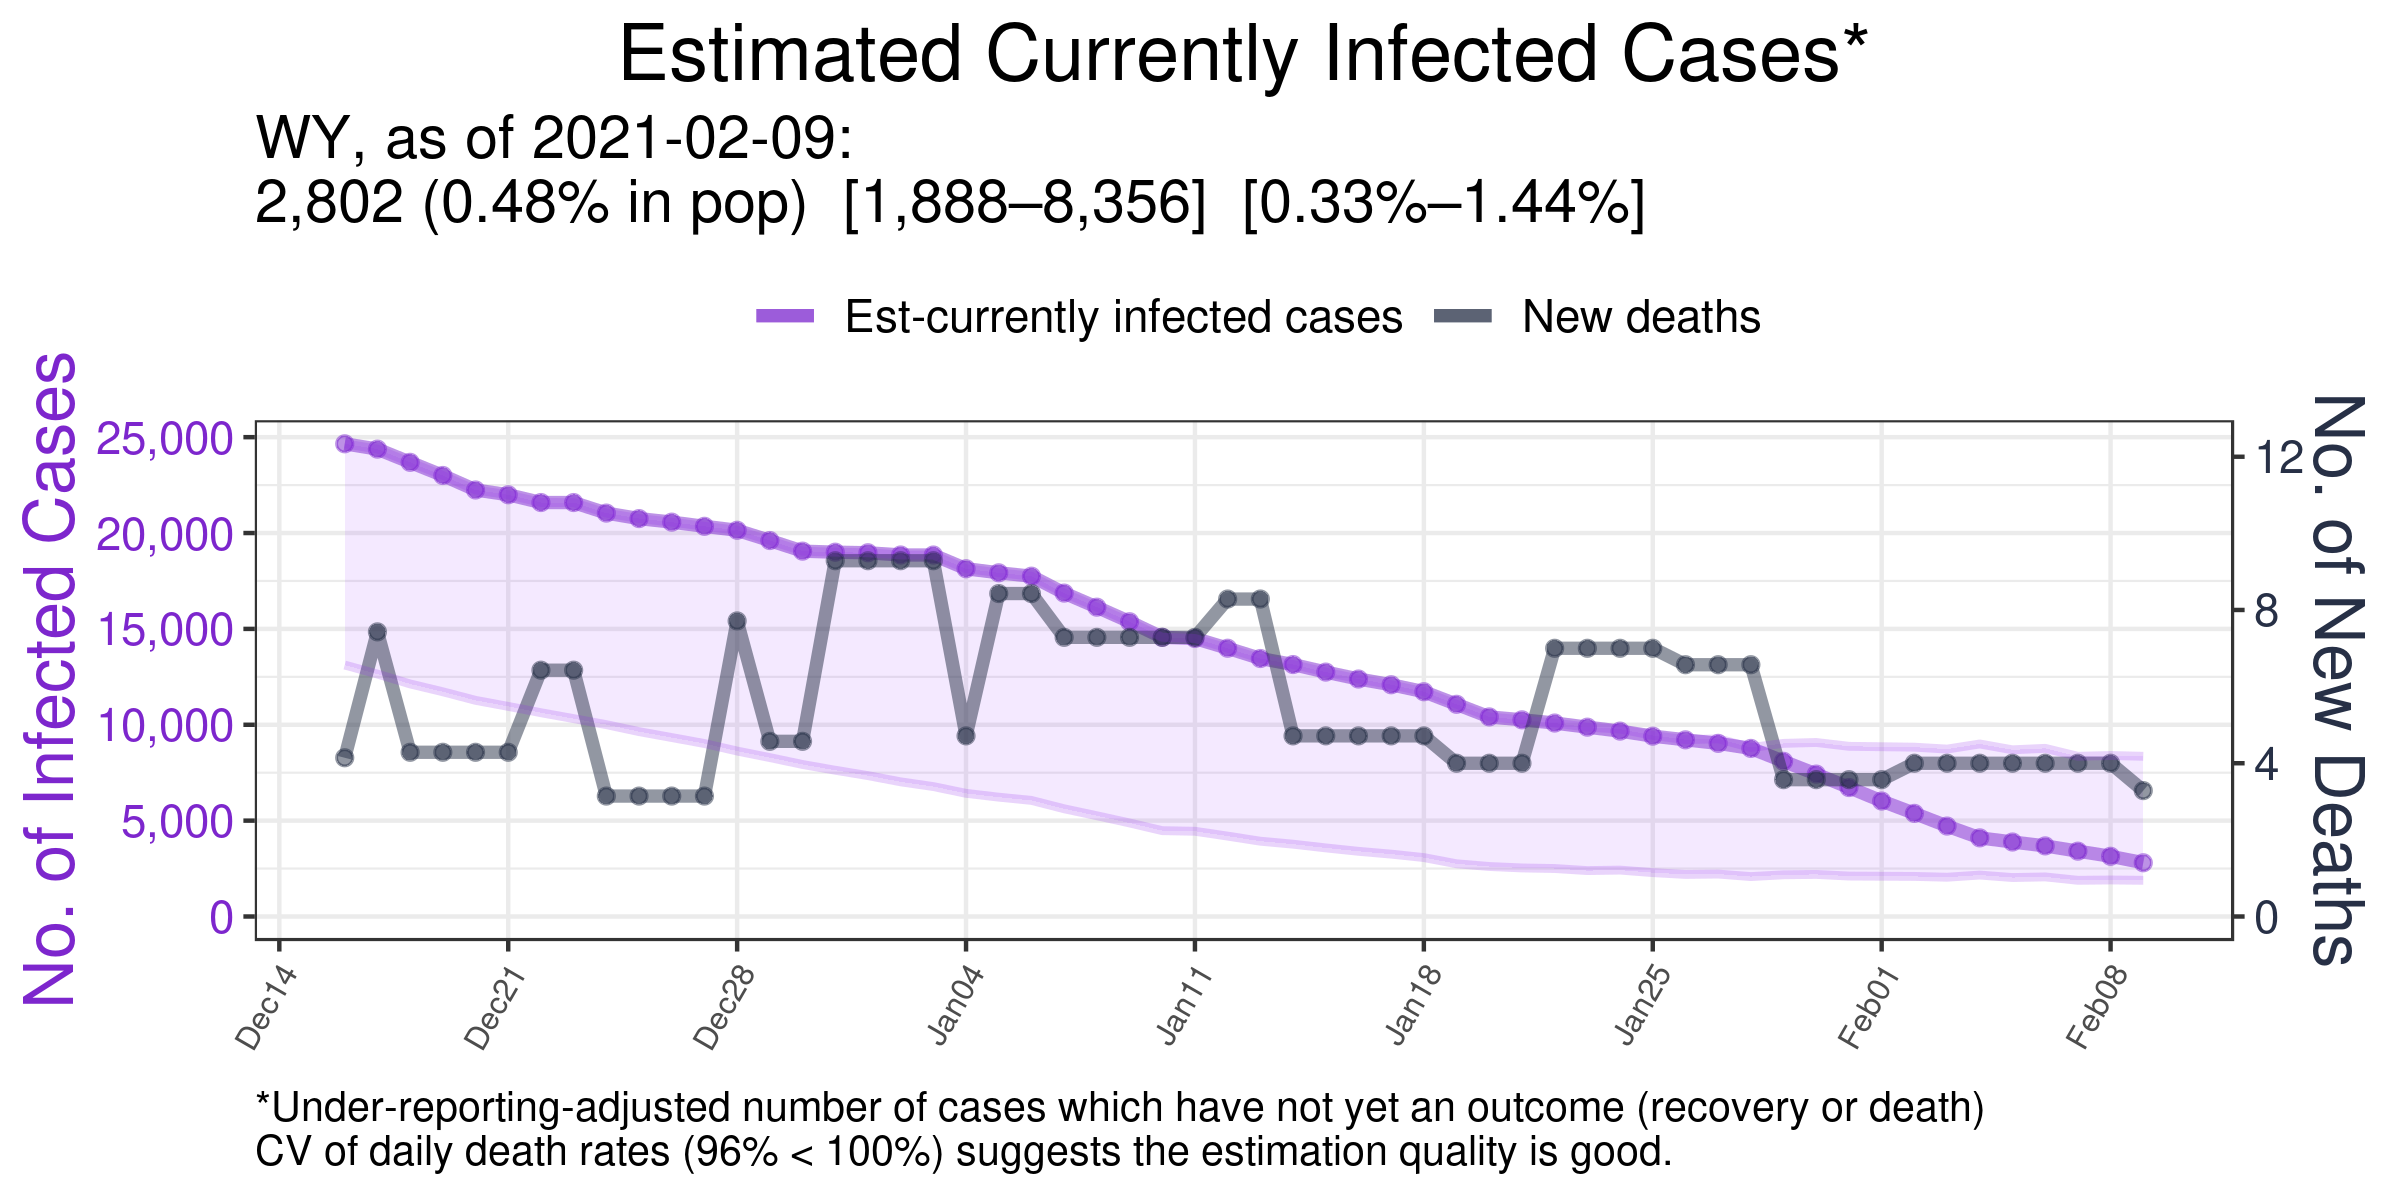 Estimated Currently Infected Cases*
WY, as of 2021-02-09:
2,802 (0.48% in pop)  [1,888–8,356]  [0.33%–1.44%]
Est-currently infected cases
New deaths
No. of Infected Cases
25,000
20,000
15,000
10,000
5,000
0
12
8
4
0
No. of New Deaths
Dec14
Dec21
Dec28
Jan04
Jan11
Jan18
Jan25
Feb01
Feb08
*Under-reporting-adjusted number of cases which have not yet an outcome (recovery or death)
CV of daily death rates (96% < 100%) suggests the estimation quality is good.